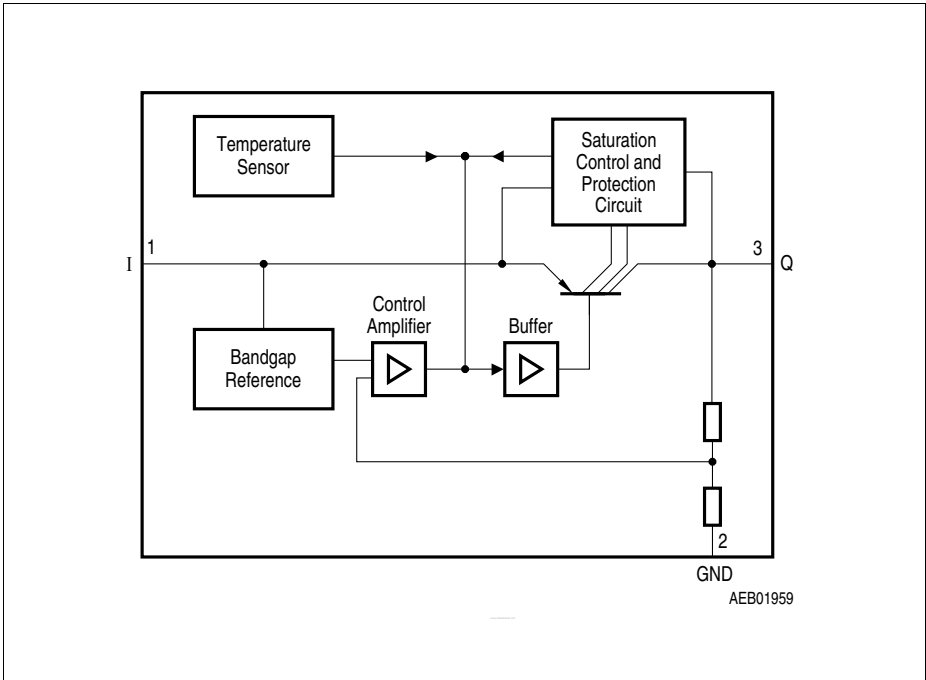 Temperature
Sensor
Saturation
Control and
Protection
Circuit
1
I
3
Q
Control
Amplifier
Buffer
Bandgap
Reference
2
GND
AEB01959